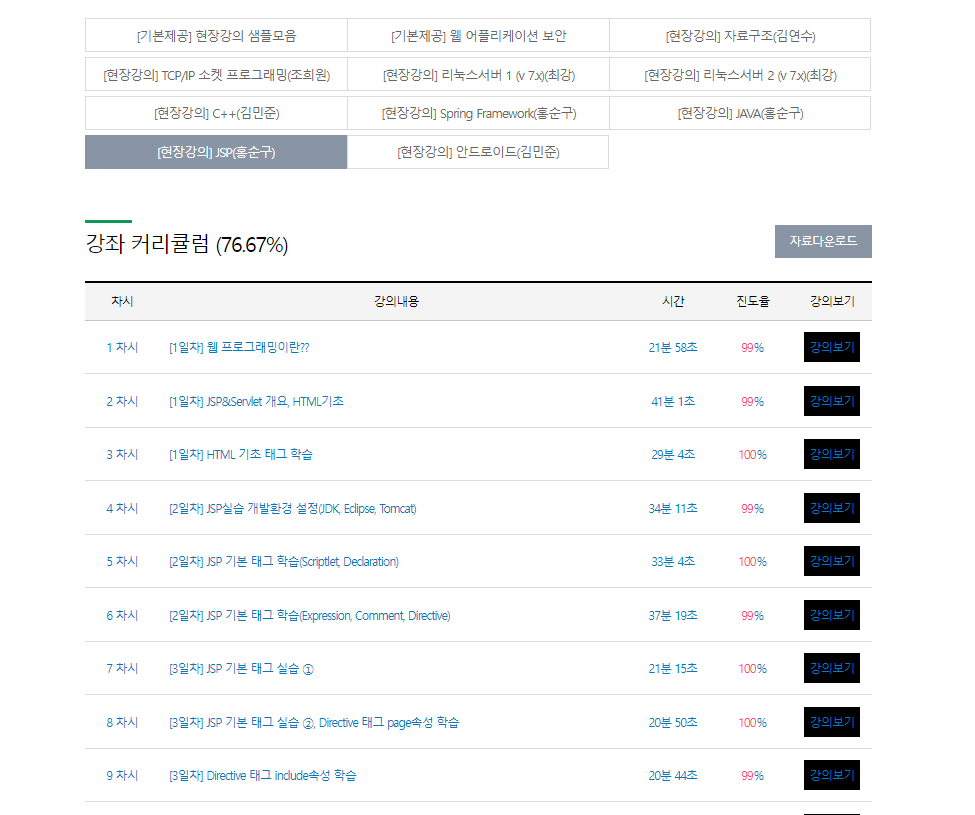 [기본제공] 현장강의 샘플모음 [기본제공] 웹 어플리케이션 보안 [현장강의] 자료구조(김연수)
[현장강의] TCP/IP 소켓 프로그래밍(조희원) [현장강의] 리눅스서버 1 (v 7.x)(최강) [현장강의] 리눅스서버 2 (v 7.x)(최강)
[현장강의] C++(김민준) [현장강의] Spring Framework(홍순구) [현장강의] JAVA(홍순구)
[현장강의] JSP(홍순구) [현장강의] 안드로이드(김민준)
강좌 커리큘럼 (76.67%) 자료다운로드
차시 강의내용 시간 진도율 강의보기
1 차시 [1일차] 웹 프로그래밍이란?? 21분 58초 99% 강의보기
2 차시 [1일차] JSP&Servlet 개요, HTML기초 41분 1초 99% 강의보기
3 차시 [1일차] HTML 기초 태그 학습 29분 4초 100% 강의보기
4 차시 [2일차] JSP실습 개발환경 설정(JDK, Eclipse, Tomcat) 34분 11초 99% 강의보기
5 차시 [2일차] JSP 기본 태그 학습(Scriptlet, Declaration) 33분 4초 100% 강의보기
6 차시 [2일차] JSP 기본 태그 학습(Expression, Comment, Directive) 37분 19초 99% 강의보기
7 차시 [3일차] JSP 기본 태그 실습 ① 21분 15초 100% 강의보기
8 차시 [3일차] JSP 기본 태그 실습 ②, Directive 태그 page속성 학습 20분 50초 100% 강의보기
9 차시 [3일차] Directive 태그 include속성 학습 20분 44초 99% 강의보기